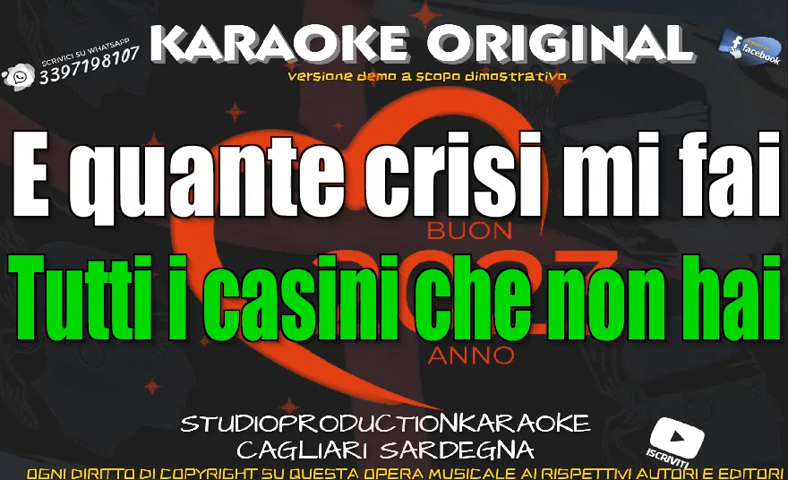 KARAOKE ORIGINAL
SCRIVICI SU WHATSAPP
3397198107
facebook
versione demo a scopo dimostrativo
E quante crisi mi fai
BUON
2023
Tutti i casini che non hai
ANNO
STUDIOPRODUCTIONKARAOKE
CAGLIARI SARDEGNA
ISCRIVITI
OGNI DIRITTO DI COPYRIGHT SU QUESTA OPERA MUSICALE AI RISPETTIVI AUTORI E EDITORI